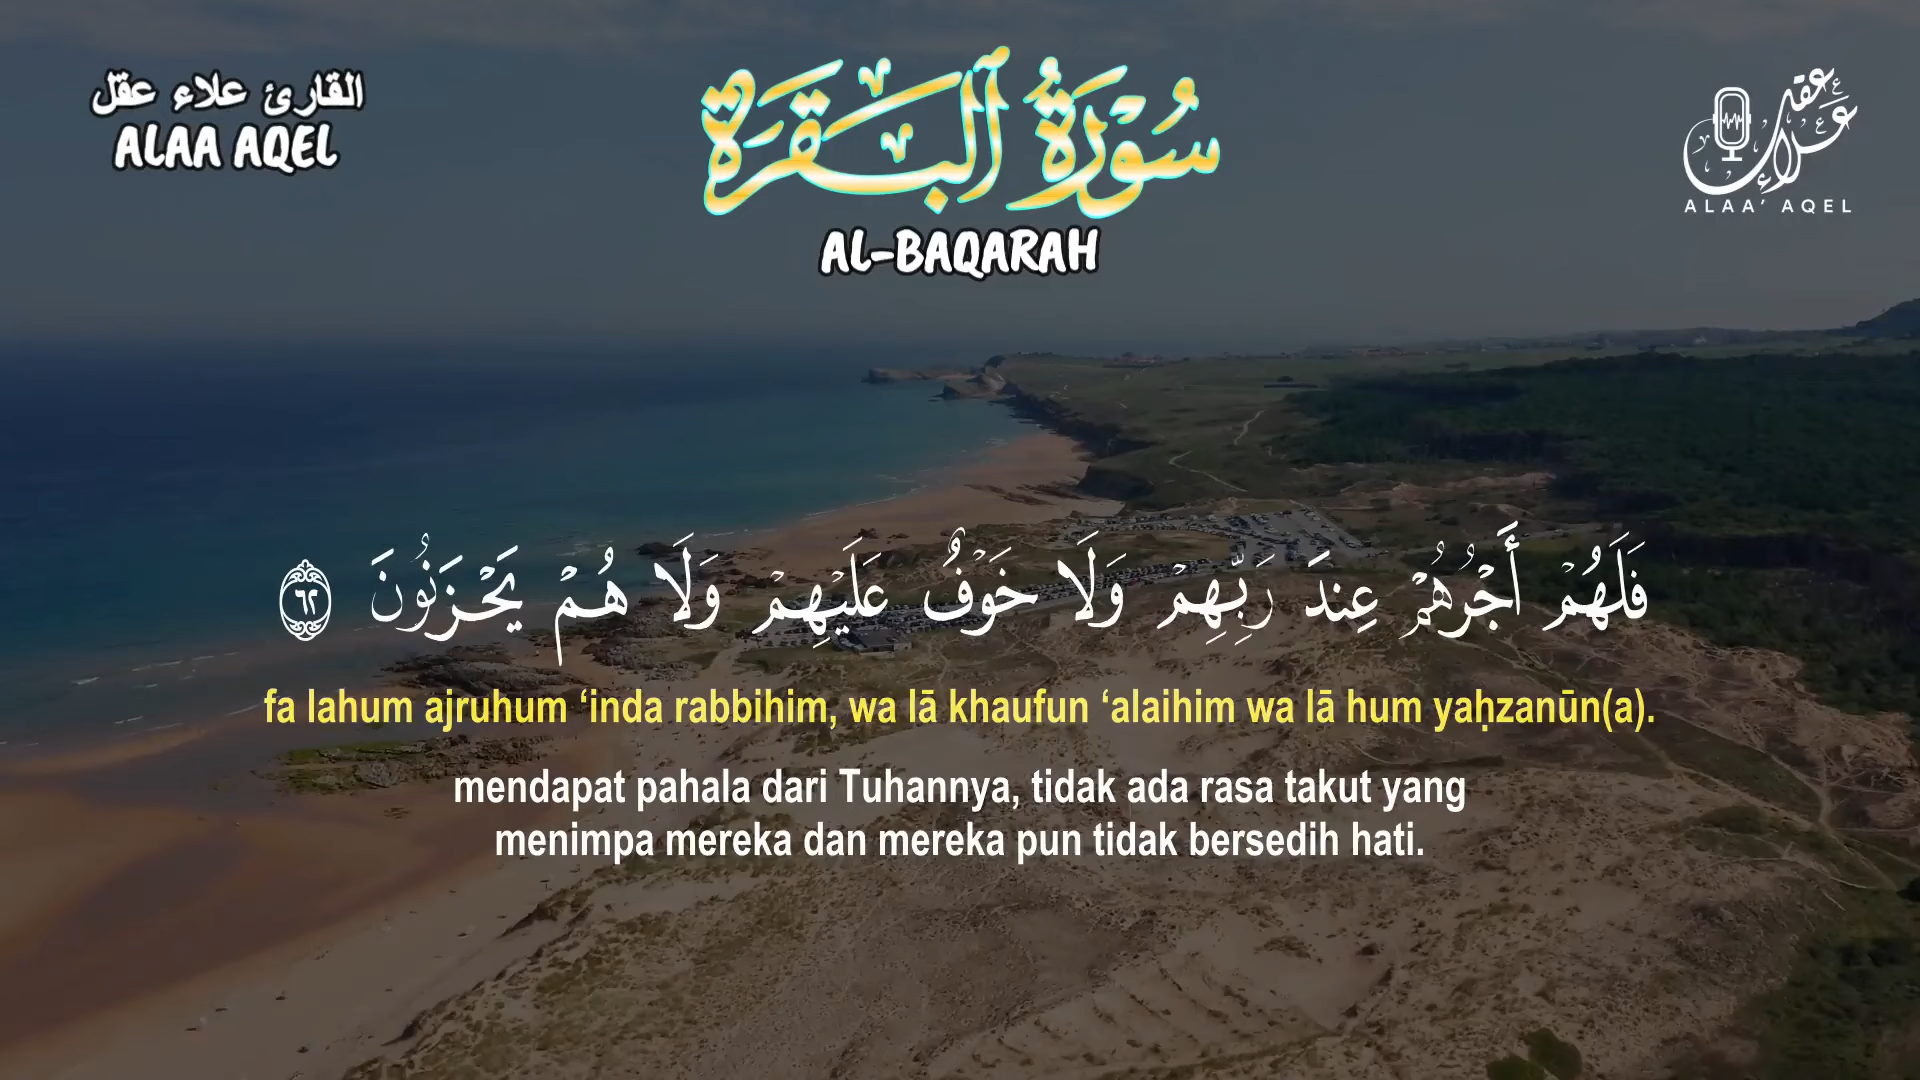 القارئ علاء عقل
ALAA AQEL
سُورَةُ ٱلْبَقَرَةِ
AL-BAQARAH
علاء عقل
ALAA' AQEL
فَلَهُمْ أَجْرُهُمْ عِندَ رَبِّهِمْ وَلَا خَوْفٌ عَلَيْهِمْ وَلَا هُمْ يَحْزَنُونَ ٦٢
fa lahum ajruhum ‘inda rabbihim, wa lā khaufun ‘alaihim wa lā hum yaḥzanūn(a).
mendapat pahala dari Tuhannya, tidak ada rasa takut yang
menimpa mereka dan mereka pun tidak bersedih hati.